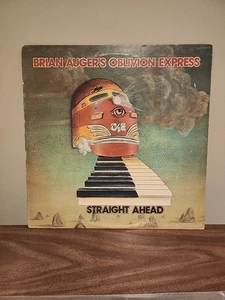 BRIAN AUGER'S OBLIVION EXPRESS
STRAIGHT AHEAD